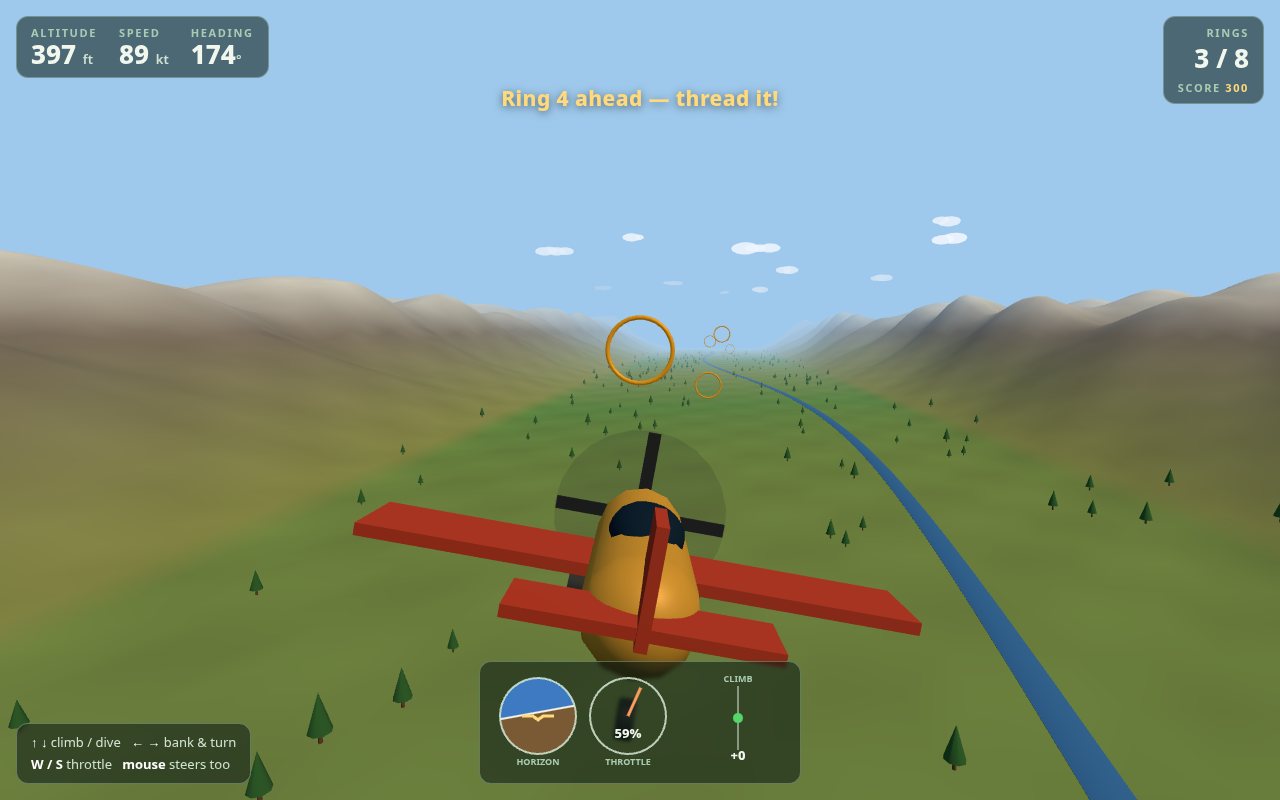 ALTITUDE SPEED HEADING
397 ft 89 kt 174°
RINGS
3 / 8
SCORE 300
Ring 4 ahead — thread it!
↑ ↓ climb / dive ← → bank & turn
W / S throttle mouse steers too
CLIMB
59%
+0
HORIZON THROTTLE